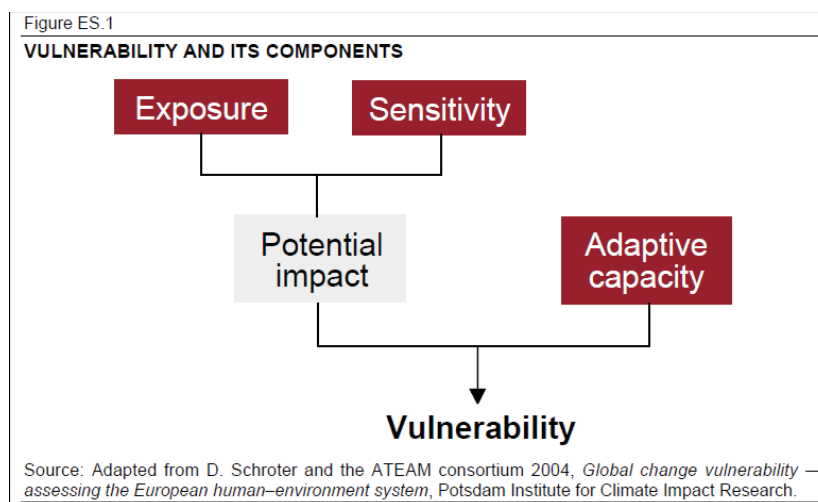 Figure ES.1
VULNERABILITY AND ITS COMPONENTS
Exposure
Sensitivity
Potential
impact
Adaptive
capacity
Vulnerability
Source: Adapted from D. Schroter and the ATEAM consortium 2004, Global change vulnerability —
assessing the European human–environment system, Potsdam Institute for Climate Impact Research.